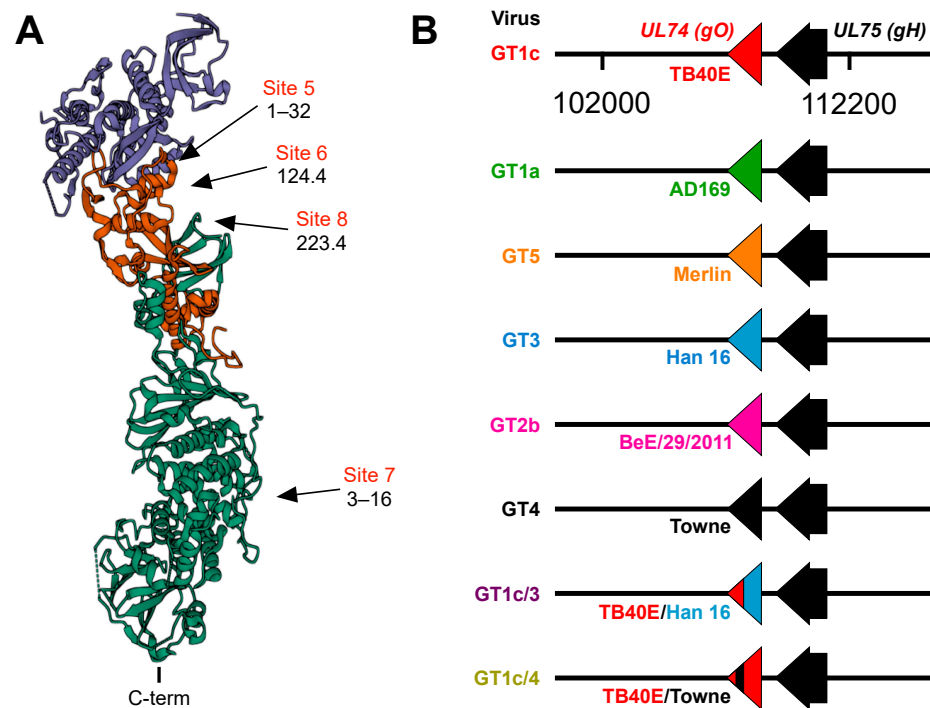 A
Site 5
1–32
Site 6
124.4
Site 8
223.4
Site 7
3–16
C-term
B
Virus
UL74 (gO)
UL75 (gH)
GT1c
TB40E
102000
112200
GT1a
AD169
GT5
Merlin
GT3
Han 16
GT2b
BeE/29/2011
GT4
Towne
GT1c/3
TB40E/Han 16
GT1c/4
TB40E/Towne